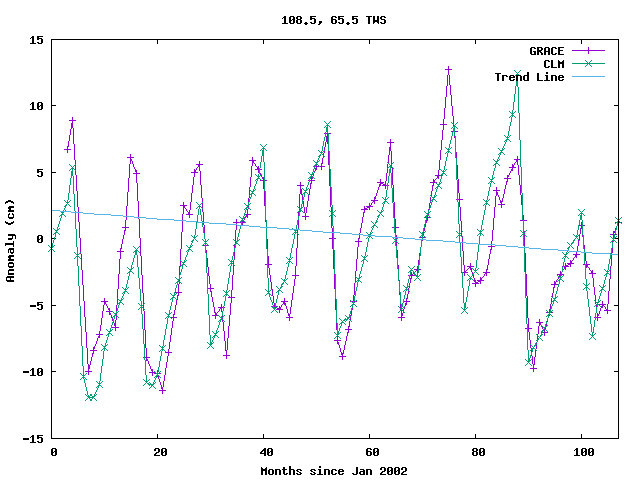 108.5, 65.5 TWS
GRACE
CLM
Trend Line
15
10
5
0
-5
-10
-15
Anomaly (cm)
0 20 40 60 80 100
Months since Jan 2002